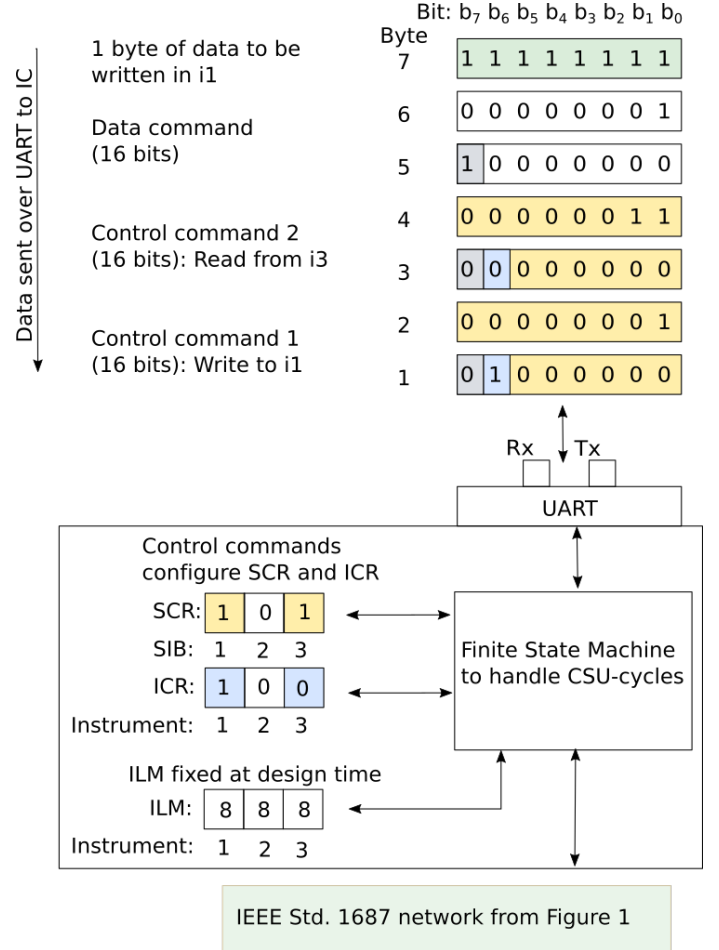 Bit: b7 b6 b5 b4 b3 b2 b1 b0
Byte
1 byte of data to be
written in i1
7 1 1 1 1 1 1 1 1
6 0 0 0 0 0 0 0 1
Data command
(16 bits)
5 1 0 0 0 0 0 0 0
4 0 0 0 0 0 0 1 1
Control command 2
(16 bits): Read from i3
3 0 0 0 0 0 0 0 0
2 0 0 0 0 0 0 0 1
Control command 1
(16 bits): Write to i1
1 0 1 0 0 0 0 0 0
Data sent over UART to IC
Rx Tx
UART
Control commands
configure SCR and ICR
SCR: 1 0 1
SIB: 1 2 3
ICR: 1 0 0
Instrument: 1 2 3
Finite State Machine
to handle CSU-cycles
ILM fixed at design time
ILM: 8 8 8
Instrument: 1 2 3
IEEE Std. 1687 network from Figure 1